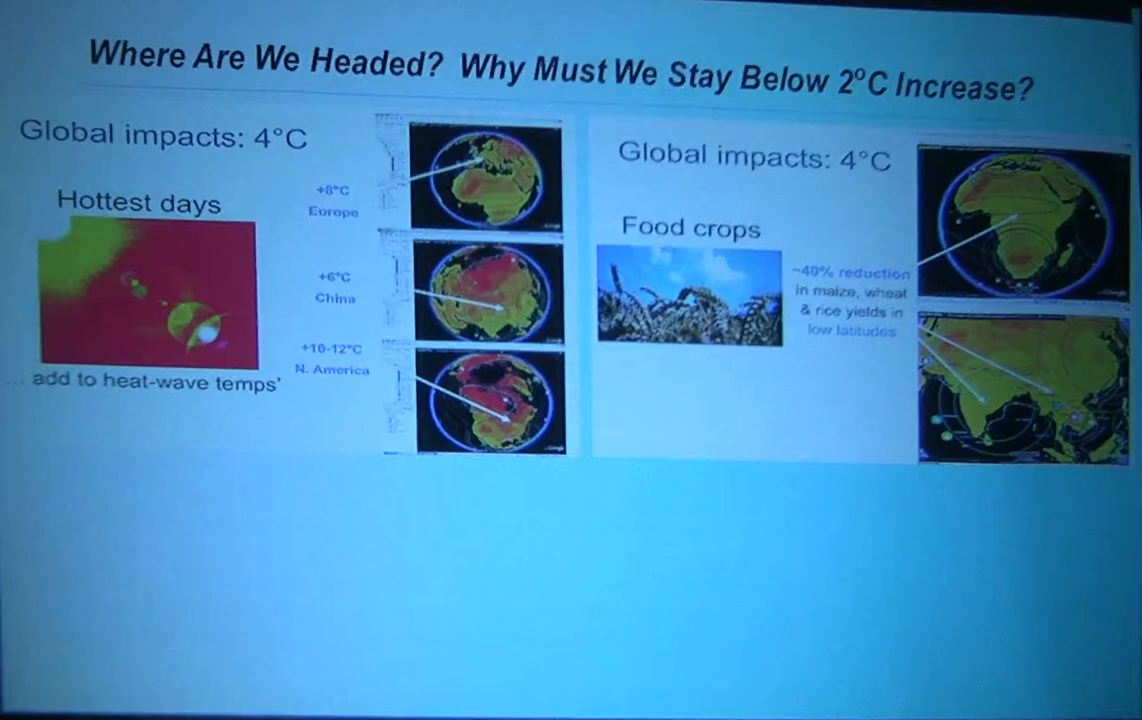 Where Are We Headed? Why Must We Stay Below 2ºC Increase?
Global impacts: 4°C
Hottest days
... add to heat-wave temps'
+8°C
Europe
+6°C
China
+10-12°C
N. America
Global impacts: 4°C
Food crops
~40% reduction
in maize, wheat
& rice yields in
low latitudes